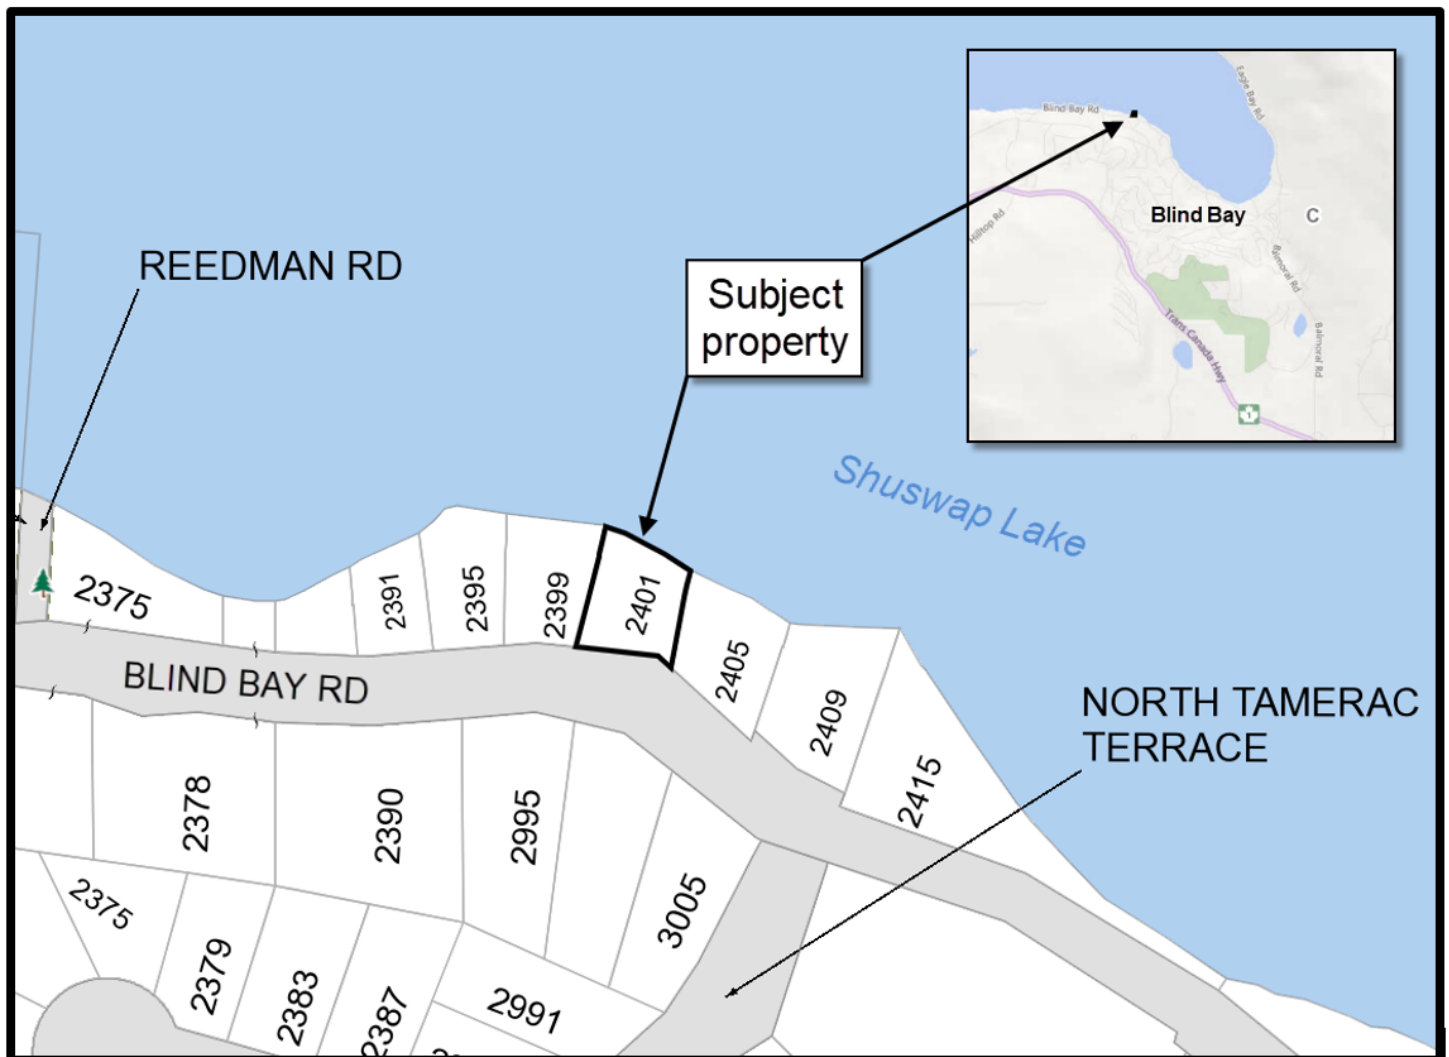 Eagle Bay Rd
Blind Bay Rd
Blind Bay
C
Hilltop Rd
Balmoral Rd
Trans Canada Hwy
Balmoral Rd
1
REEDMAN RD
Subject
property
Shuswap Lake
2375
2391
2395
2399
2401
2405
2409
2415
BLIND BAY RD
NORTH TAMERAC
TERRACE
2378
2390
2995
3005
2375
2379
2383
2387
2991